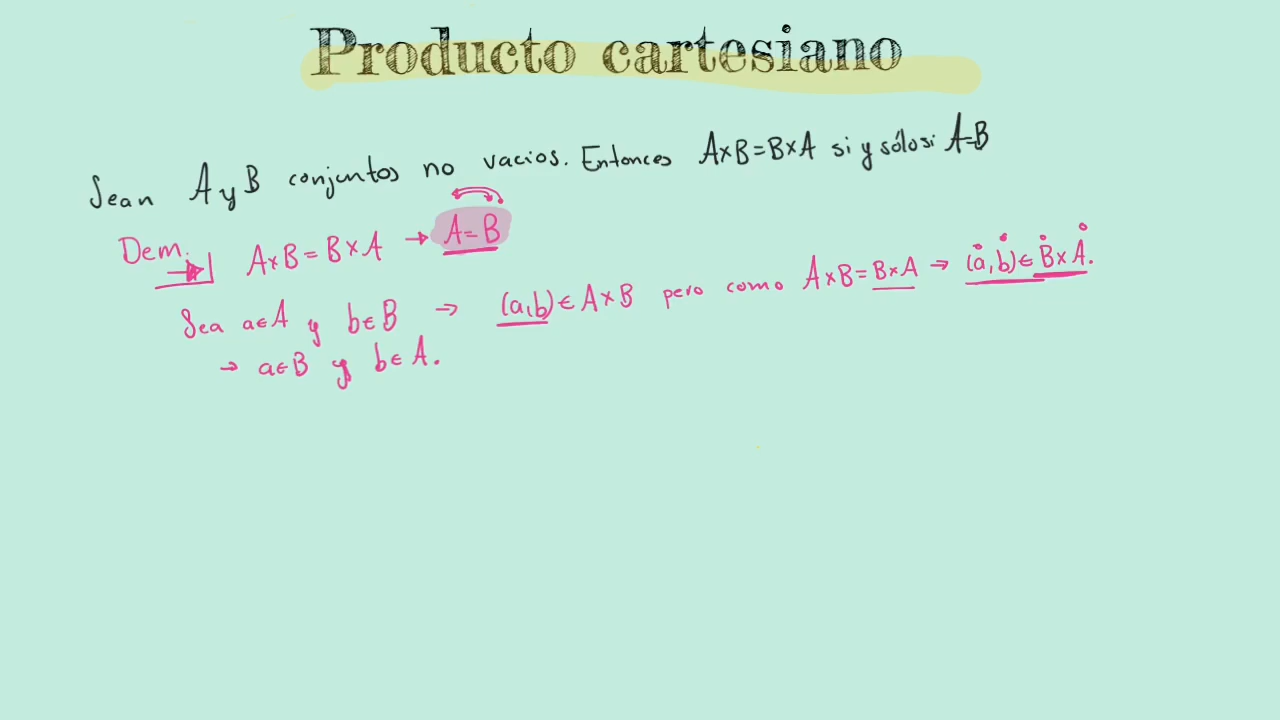 Producto cartesiano
Sean A y B conjuntos no vacios. Entonces A×B=B×A si y sólo si A=B
Dem.
→] A×B = B×A → A=B
Sea a∈A y b∈B → (a,b)∈A×B pero como A×B=B×A → (a,b)∈B×A.
→ a∈B y b∈A.